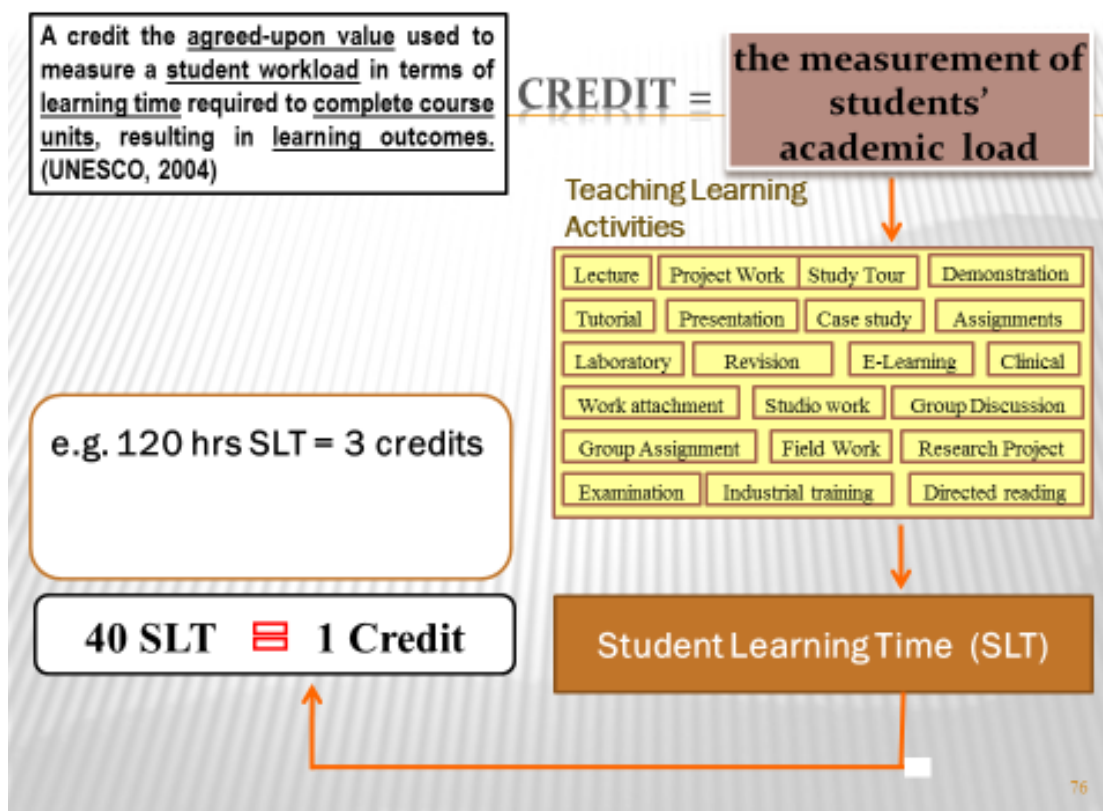 A credit the agreed-upon value used to
measure a student workload in terms of
learning time required to complete course
units, resulting in learning outcomes.
(UNESCO, 2004)
CREDIT =
the measurement of
students’
academic load
Teaching Learning
Activities
Lecture Project Work Study Tour Demonstration
Tutorial Presentation Case study Assignments
Laboratory Revision E-Learning Clinical
Work attachment Studio work Group Discussion
Group Assignment Field Work Research Project
Examination Industrial training Directed reading
e.g. 120 hrs SLT = 3 credits
40 SLT = 1 Credit
Student Learning Time (SLT)
76